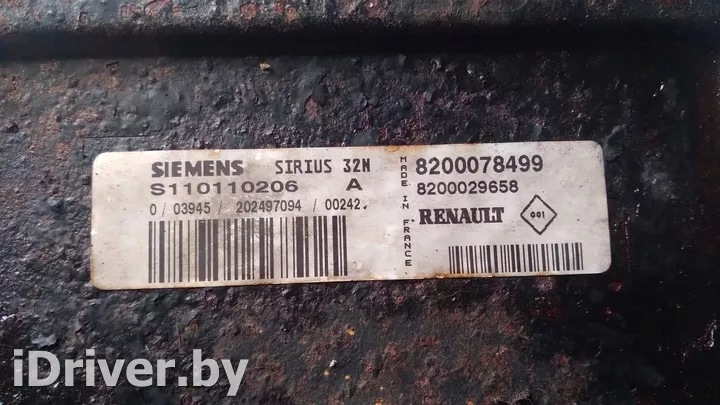 SIEMENS SIRIUS 32N
S110110206 A
0 / 03945 / 202497094 / 00242.
MADE IN FRANCE
8200078499
8200029658
RENAULT 001
iDriver.by